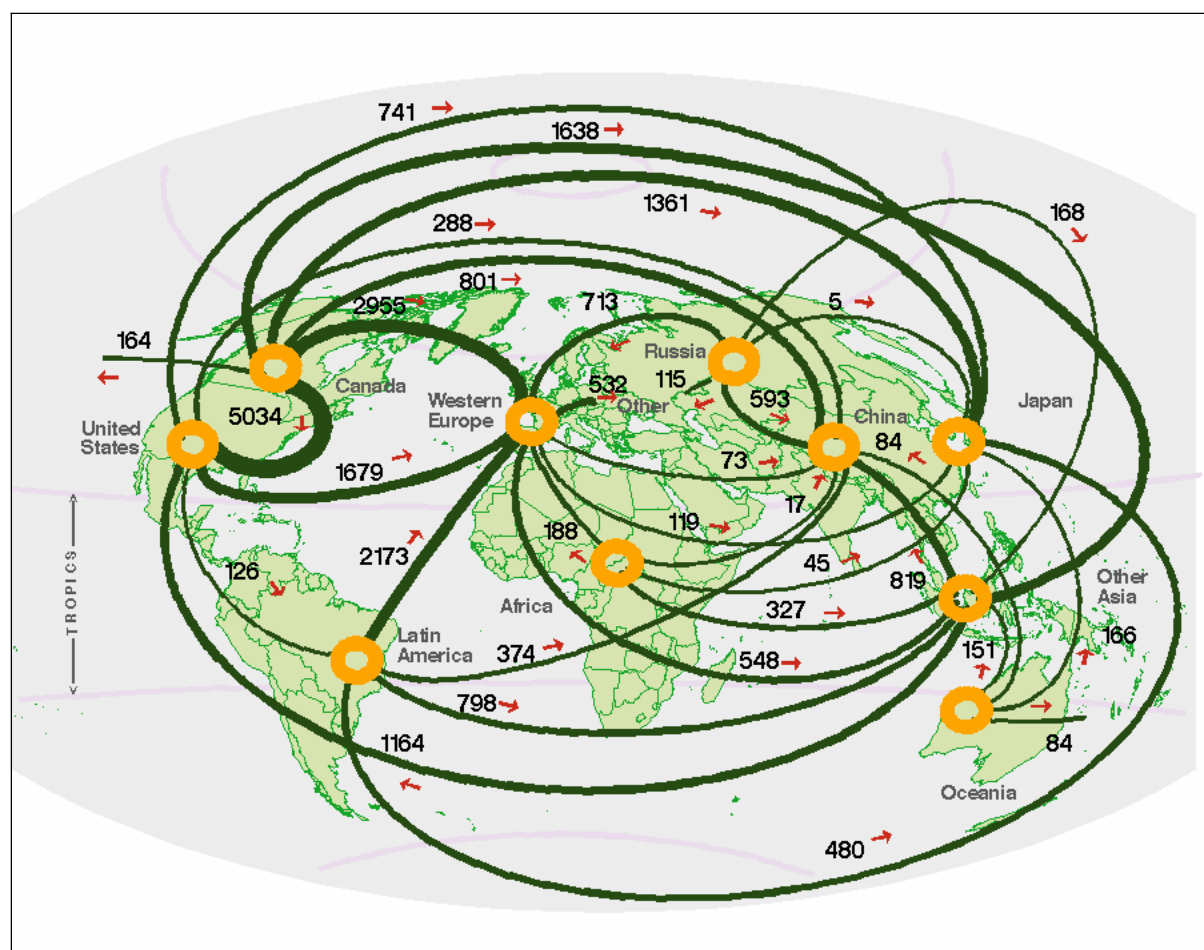 741
1638
1361
168
288
801
2955
713
5
164
Russia
115
532
Other
593
Canada
Western
Europe
China
Japan
84
5034
United
States
1679
73
17
119
188
2173
TROPICS
126
45
819
Other
Asia
Africa
327
Latin
America
374
548
151
166
798
1164
84
Oceania
480